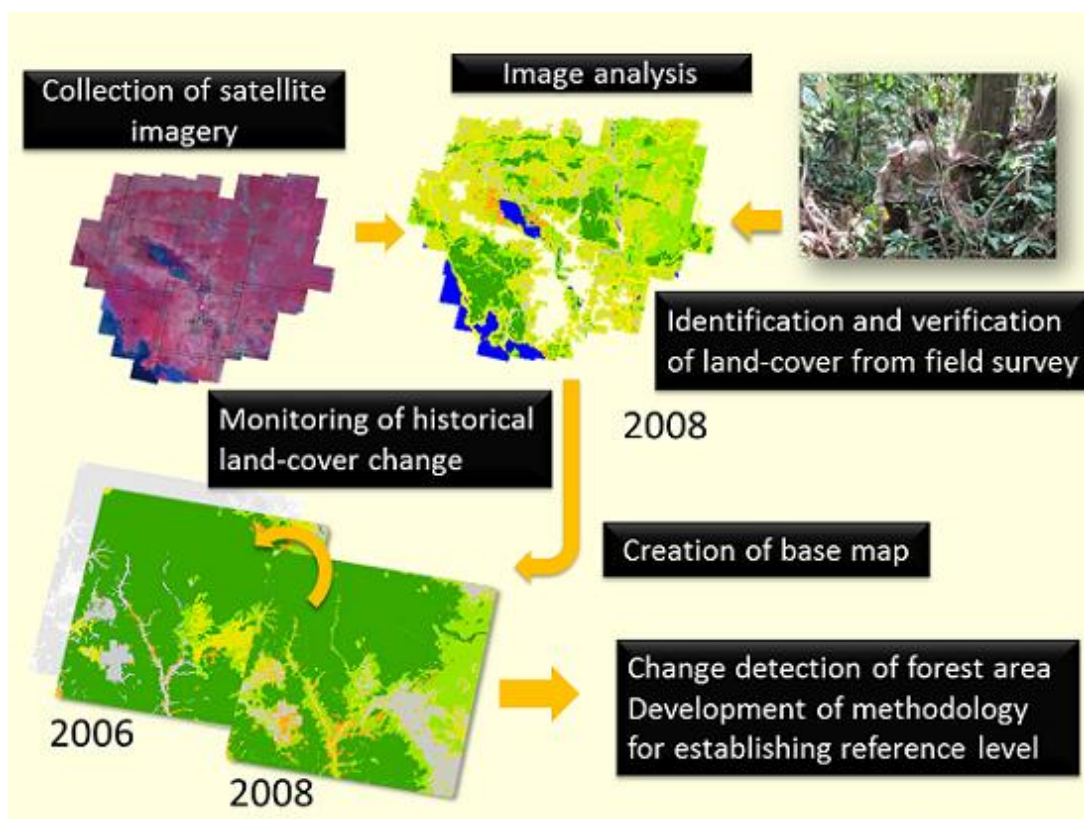 Collection of satellite
imagery
Image analysis
Identification and verification
of land-cover from field survey
2008
Monitoring of historical
land-cover change
Creation of base map
2006
2008
Change detection of forest area
Development of methodology
for establishing reference level